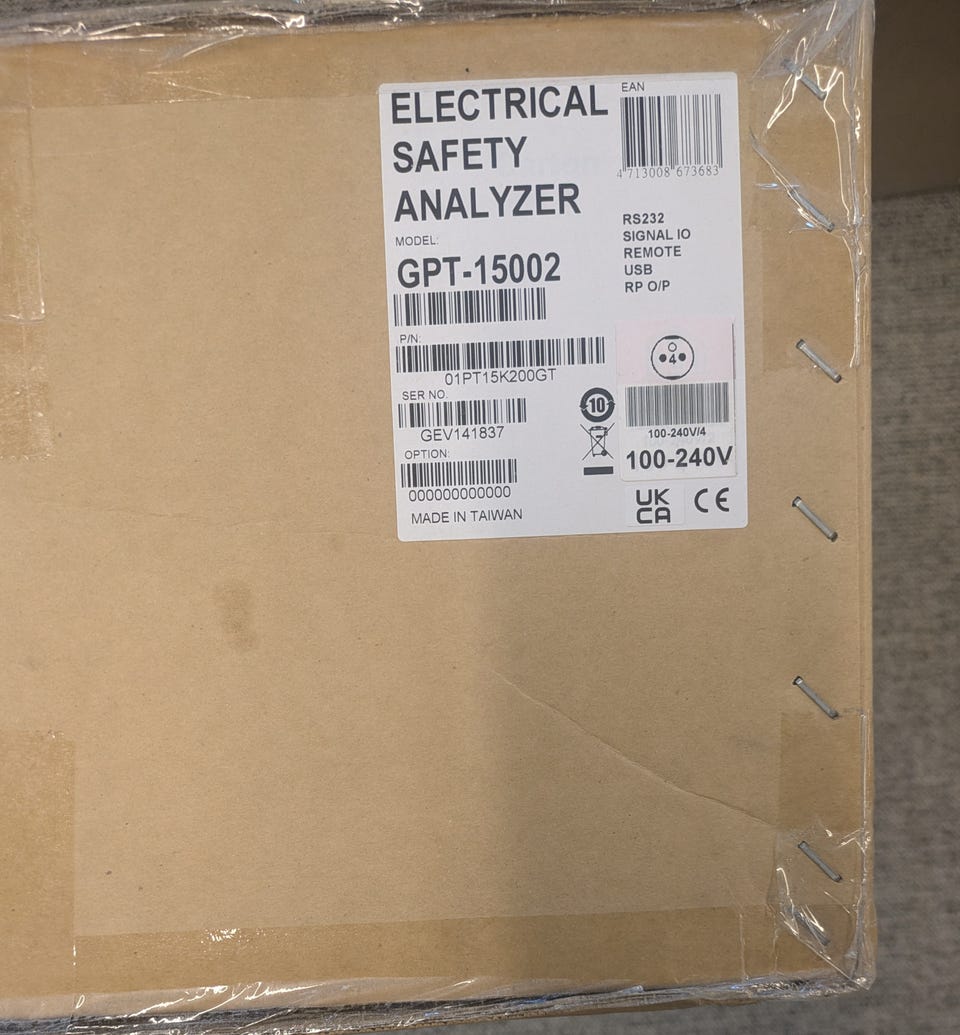 ELECTRICAL
SAFETY
ANALYZER
MODEL:
GPT-15002
P/N:
01PT15K200GT
SER NO.
GEV141837
OPTION:
000000000000
MADE IN TAIWAN
EAN
4 713008 673683
RS232
SIGNAL IO
REMOTE
USB
RP O/P
4
10
100-240V/4
100-240V
UK
CA
CE